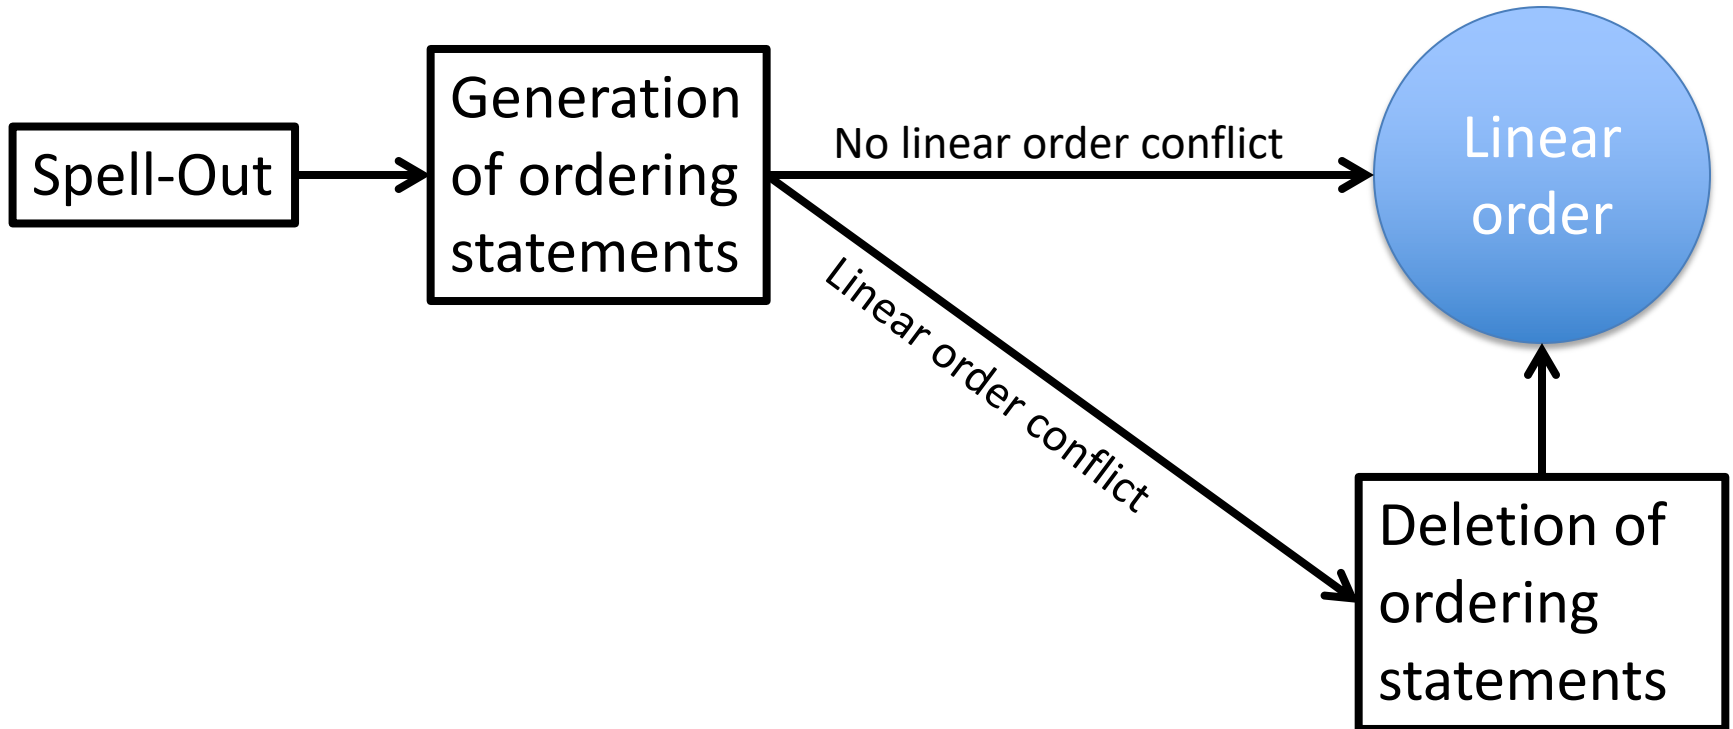 Spell-Out
Generation
of ordering
statements
No linear order conflict
Linear order conflict
Linear
order
Deletion of
ordering
statements